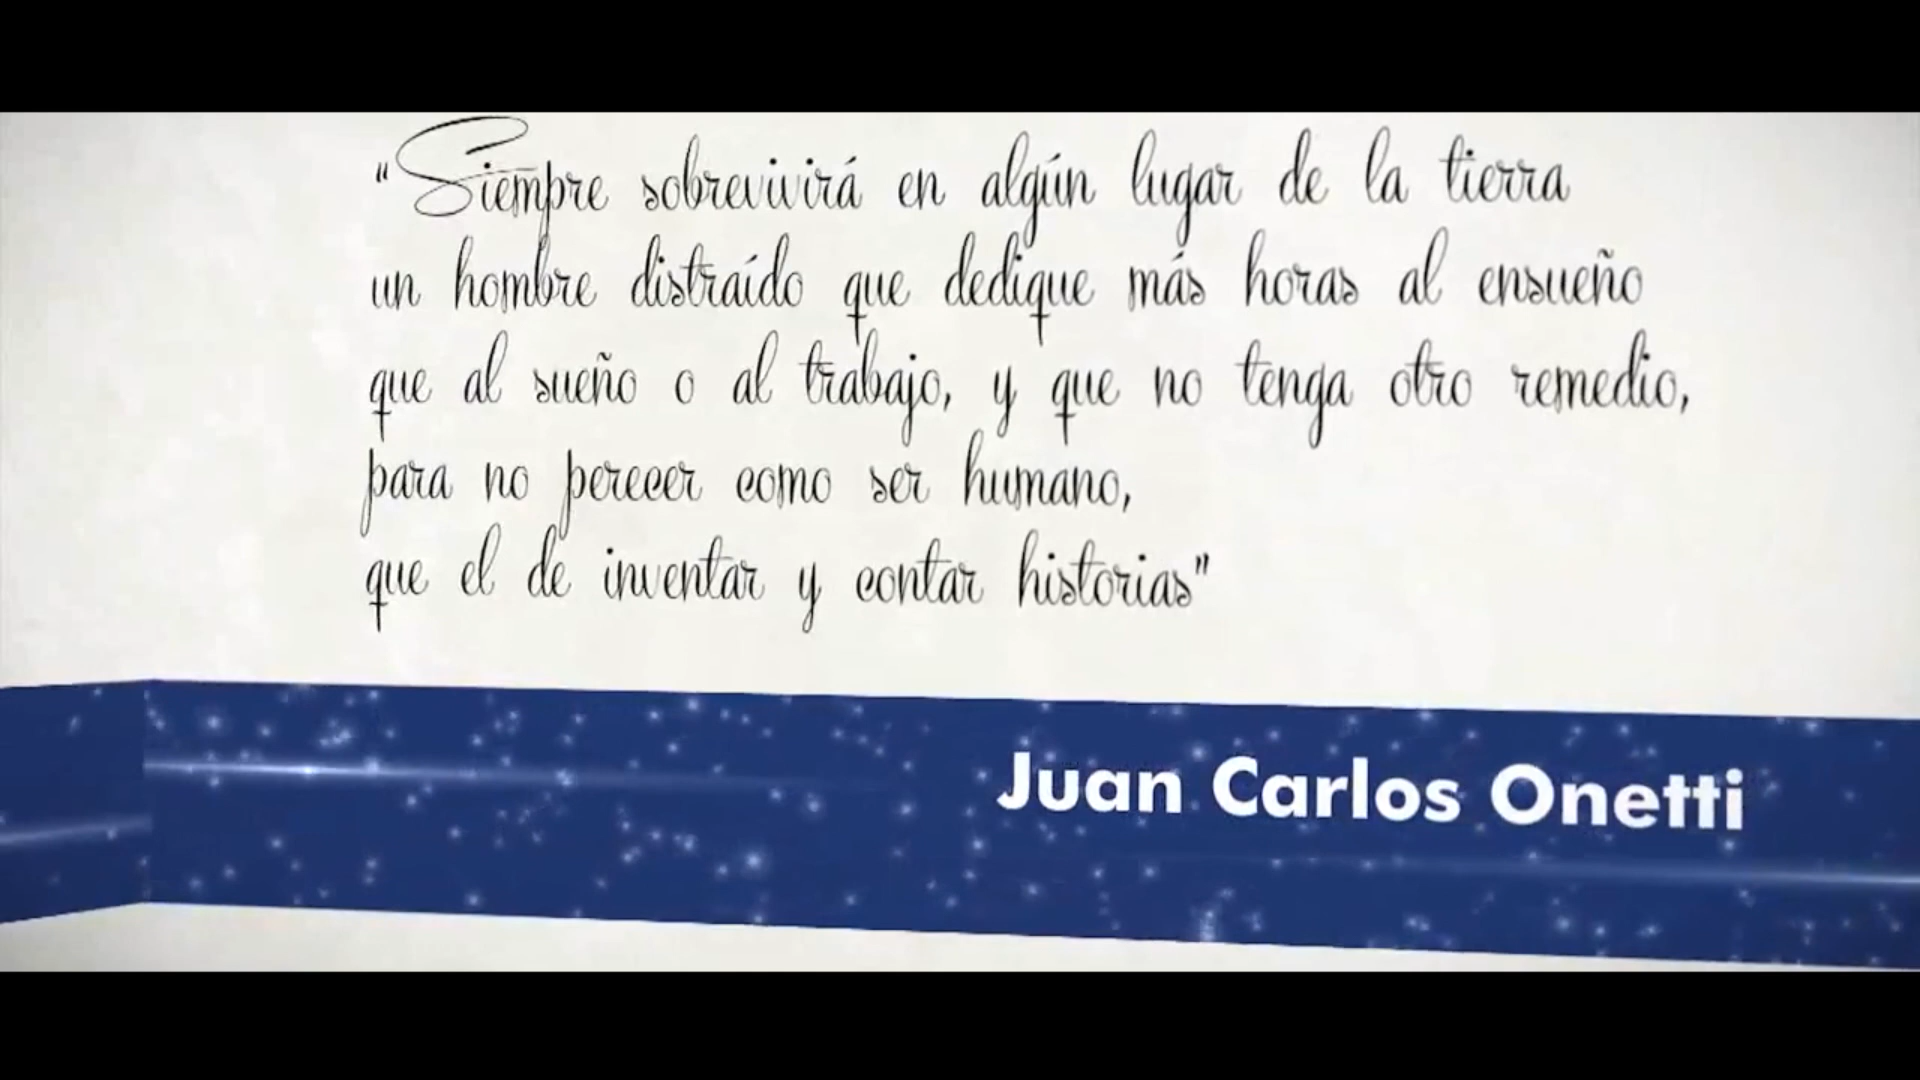 “Siempre sobrevivirá en algún lugar de la tierra
un hombre distraído que dedique más horas al ensueño
que al sueño o al trabajo, y que no tenga otro remedio,
para no perecer como ser humano,
que el de inventar y contar historias”
Juan Carlos Onetti